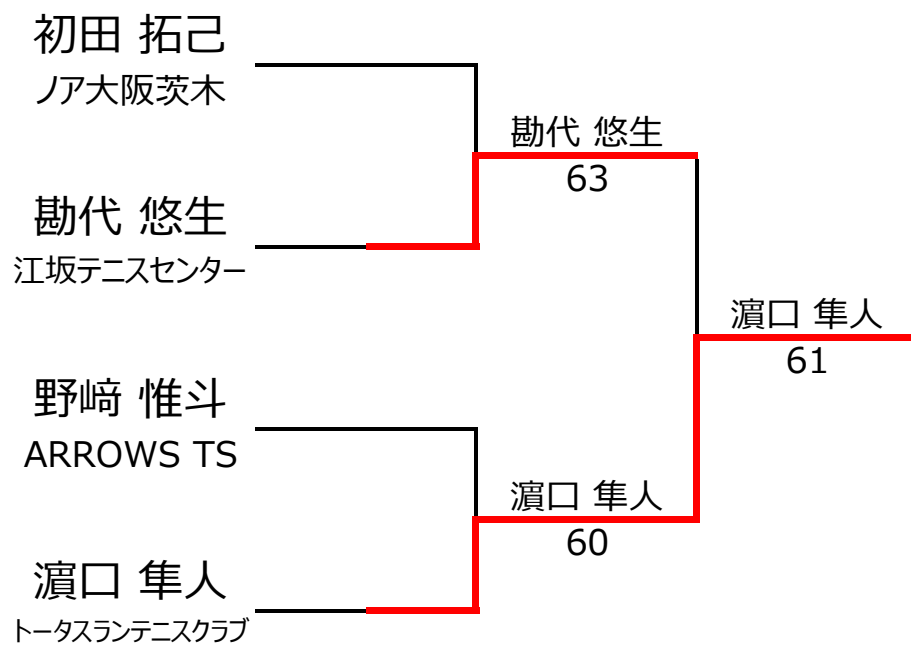 初田 拓己
ノア大阪茨木
勘代 悠生
63
勘代 悠生
江坂テニスセンター
濵口 隼人
61
野﨑 惟斗
ARROWS TS
濵口 隼人
60
濵口 隼人
トータスランテニスクラブ